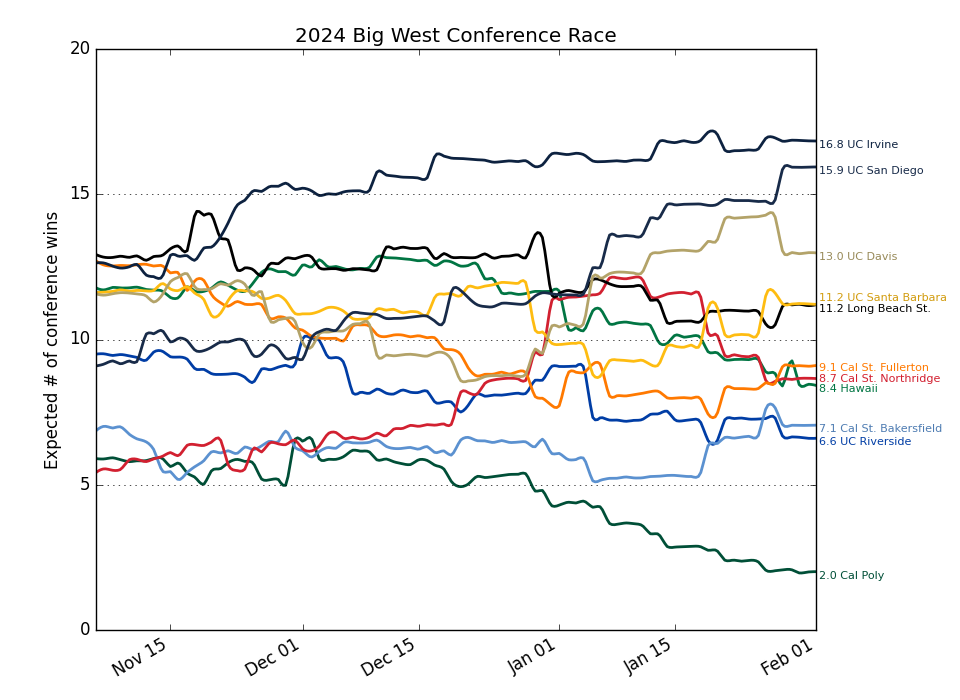 2024 Big West Conference Race
Expected # of conference wins
20
15
10
5
0
16.8 UC Irvine
15.9 UC San Diego
13.0 UC Davis
11.2 UC Santa Barbara
11.2 Long Beach St.
9.1 Cal St. Fullerton
8.7 Cal St. Northridge
8.4 Hawaii
7.1 Cal St. Bakersfield
6.6 UC Riverside
2.0 Cal Poly
Nov 15
Dec 01
Dec 15
Jan 01
Jan 15
Feb 01